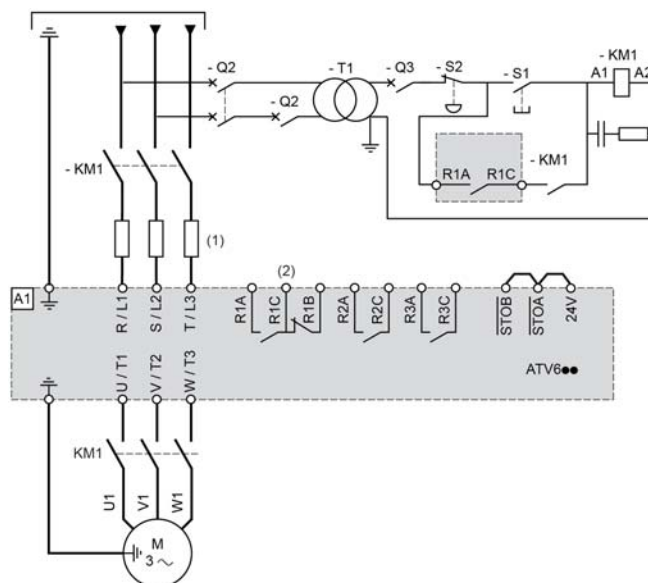 - Q2
- T1
- Q3
- S2
- S1
- KM1
A1
A2
- Q2
- KM1
R1A
R1C
- KM1
(1)
(2)
A1
R / L1
S / L2
T / L3
R1A
R1C
R1B
R2A
R2C
R3A
R3C
STOB
STOA
24V
U / T1
V / T2
W / T3
ATV6●●
KM1
U1
V1
W1
M
3 ~